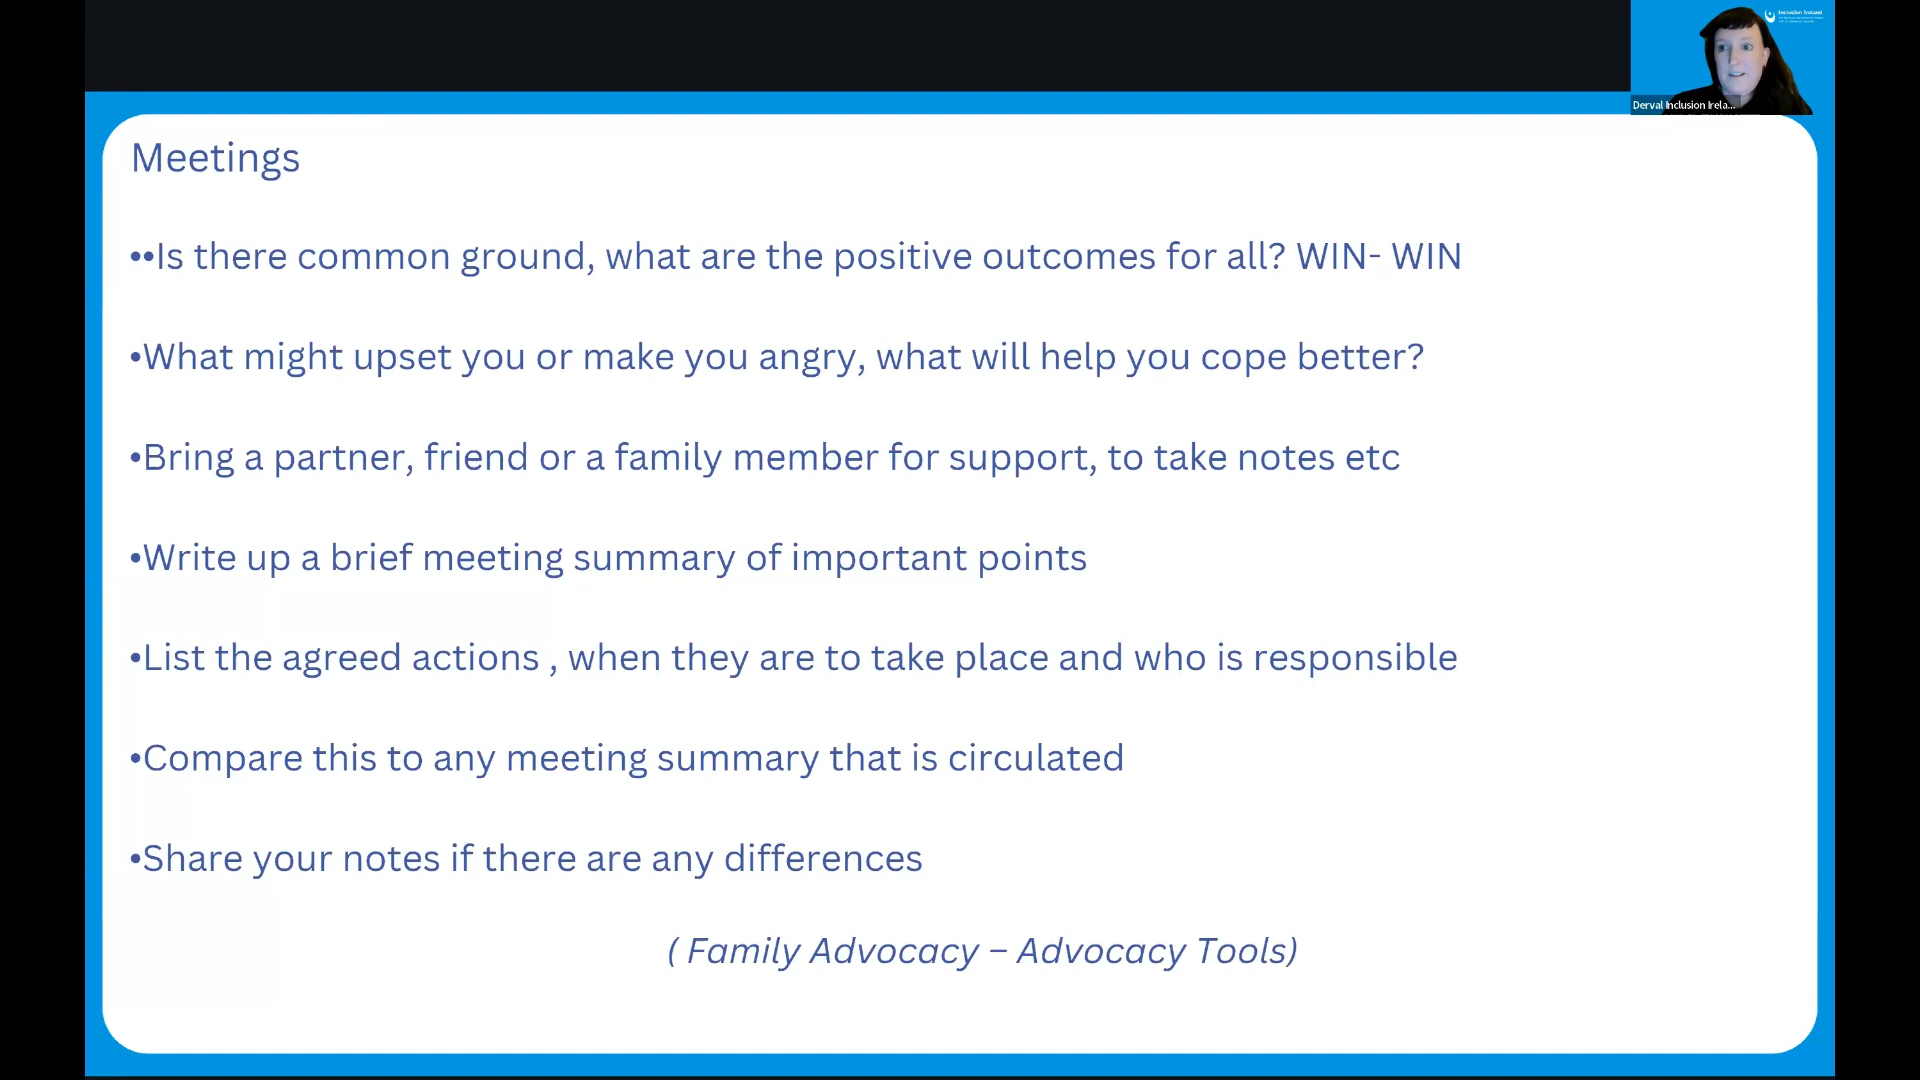 Inclusion Ireland
Derval Inclusion Irela...
Meetings
••Is there common ground, what are the positive outcomes for all? WIN- WIN
•What might upset you or make you angry, what will help you cope better?
•Bring a partner, friend or a family member for support, to take notes etc
•Write up a brief meeting summary of important points
•List the agreed actions , when they are to take place and who is responsible
•Compare this to any meeting summary that is circulated
•Share your notes if there are any differences
( Family Advocacy – Advocacy Tools)